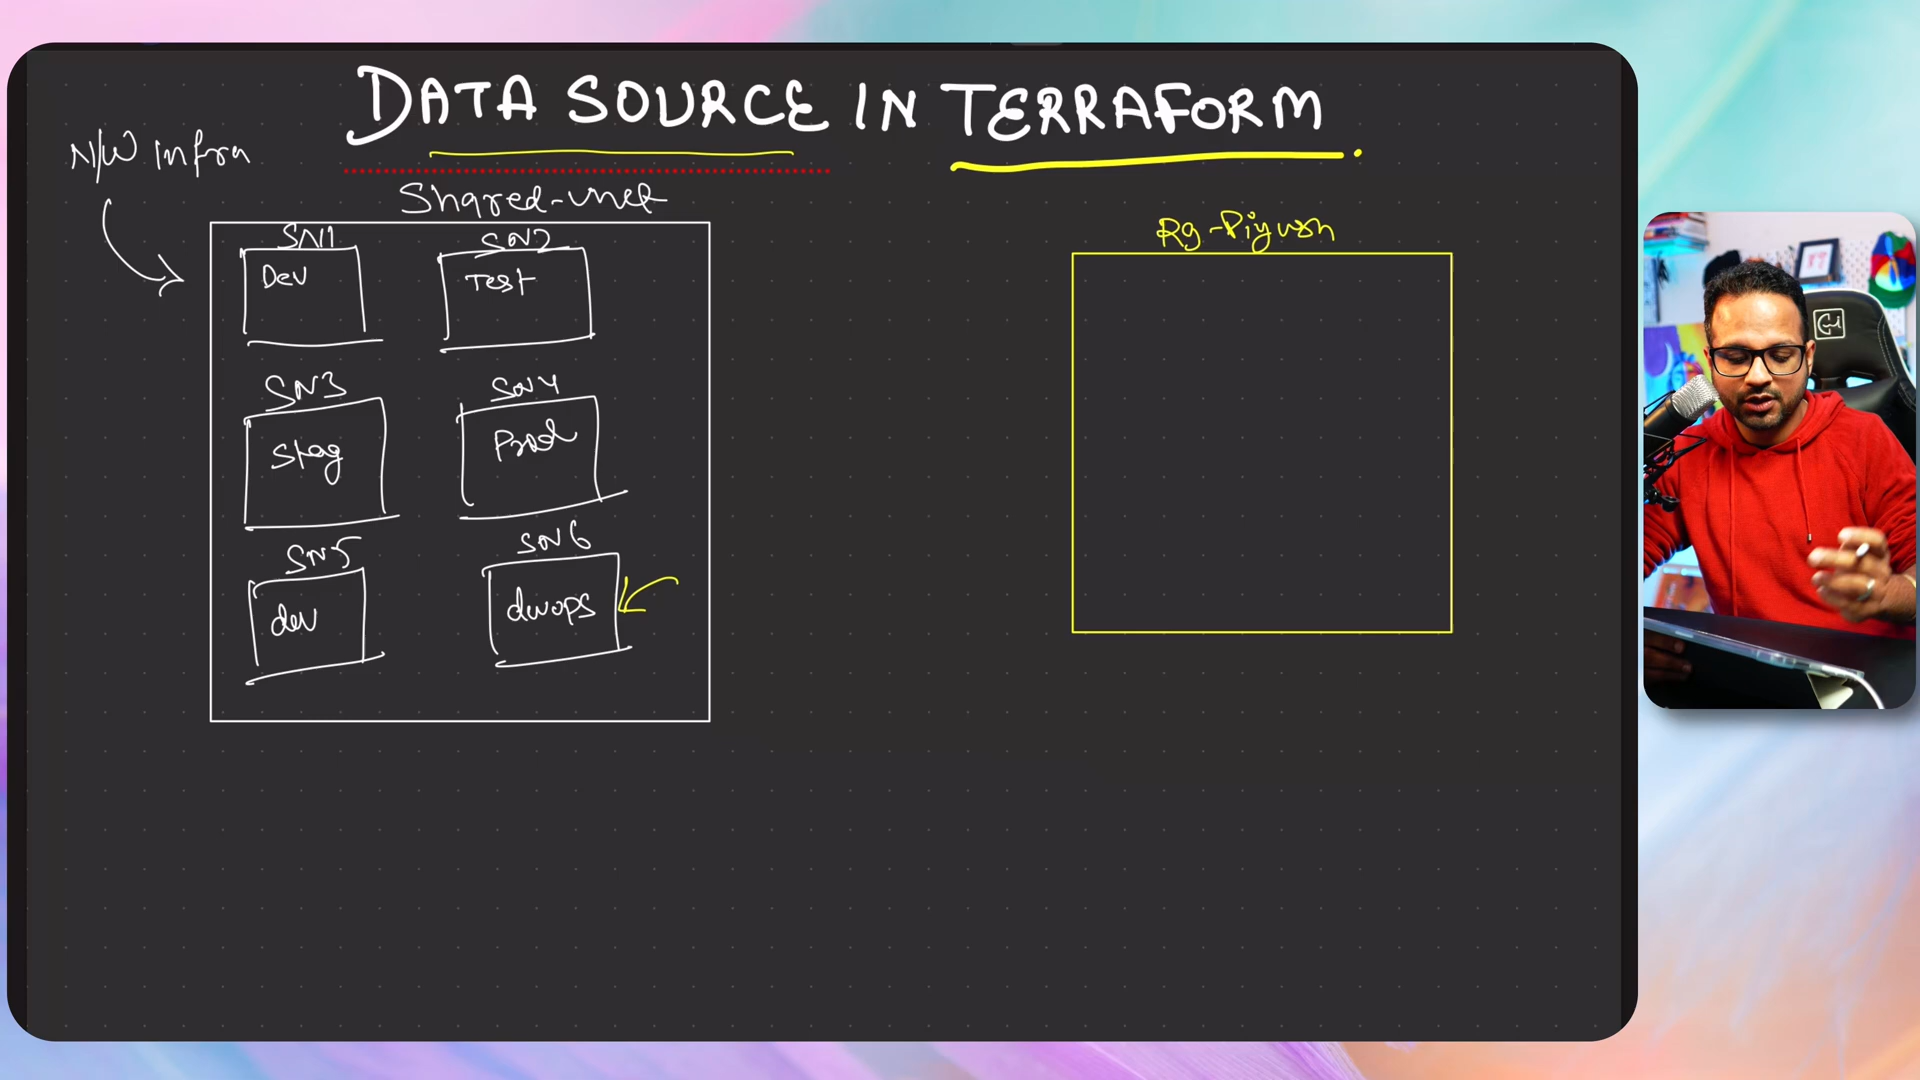 DATA SOURCE IN TERRAFORM
N/W Infra
Shared-vnet
SN1
Dev
SN2
Test
SN3
Stag
SN4
Prod
SN5
dev
SN6
devops
Rg-Piyush